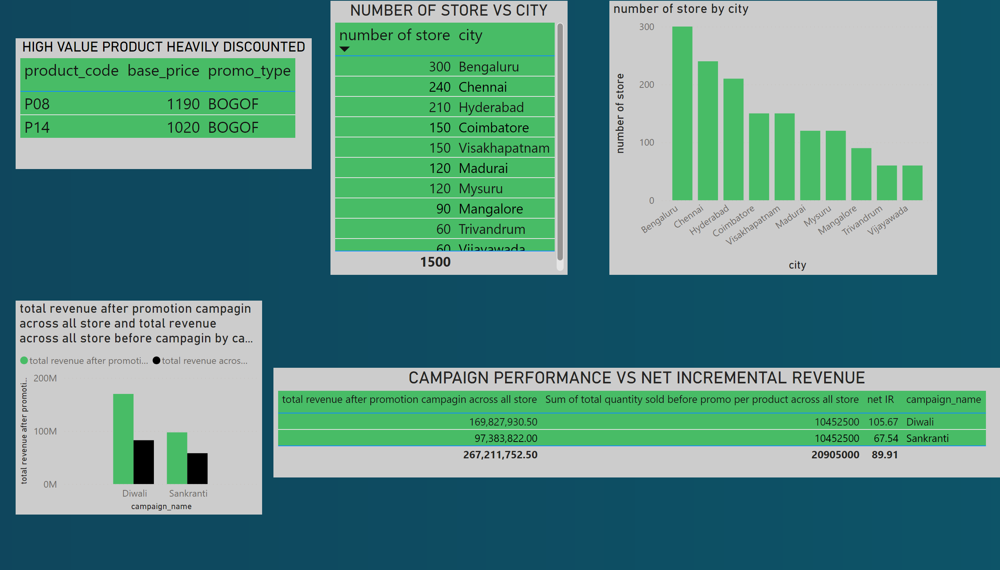 HIGH VALUE PRODUCT HEAVILY DISCOUNTED
product_code base_price promo_type
P08 1190 BOGOF
P14 1020 BOGOF
NUMBER OF STORE VS CITY
number of store city
300 Bengaluru
240 Chennai
210 Hyderabad
150 Coimbatore
150 Visakhapatnam
120 Madurai
120 Mysuru
90 Mangalore
60 Trivandrum
60 Vijayawada
1500
number of store by city
number of store
300
200
100
0
Bengaluru
Chennai
Hyderabad
Coimbatore
Visakhapatnam
Madurai
Mysuru
Mangalore
Trivandrum
Vijayawada
city
total revenue after promotion campagin
across all store and total revenue
across all store before campagin by ca...
total revenue after promoti... total revenue acros...
total revenue after promoti...
200M
100M
0M
Diwali Sankranti
campaign_name
CAMPAIGN PERFORMANCE VS NET INCREMENTAL REVENUE
total revenue after promotion campagin across all store Sum of total quantity sold before promo per product across all store net IR campaign_name
169,827,930.50 10452500 105.67 Diwali
97,383,822.00 10452500 67.54 Sankranti
267,211,752.50 20905000 89.91